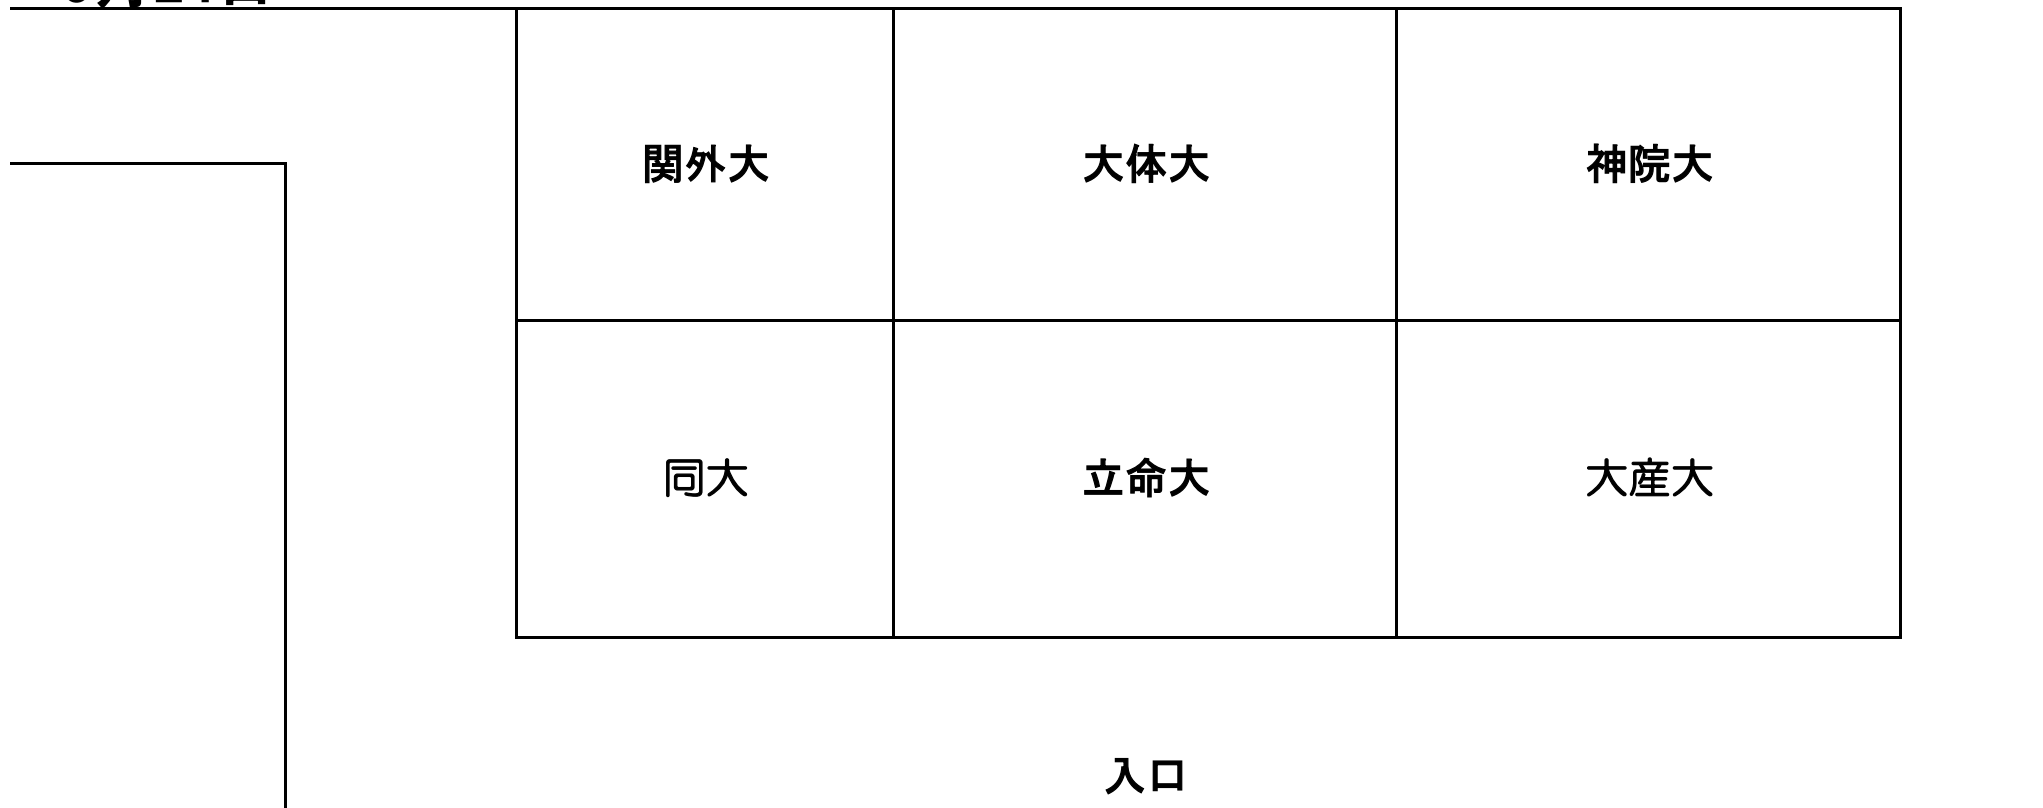 関外大 大体大 神院大
同大 立命大 大産大
入口